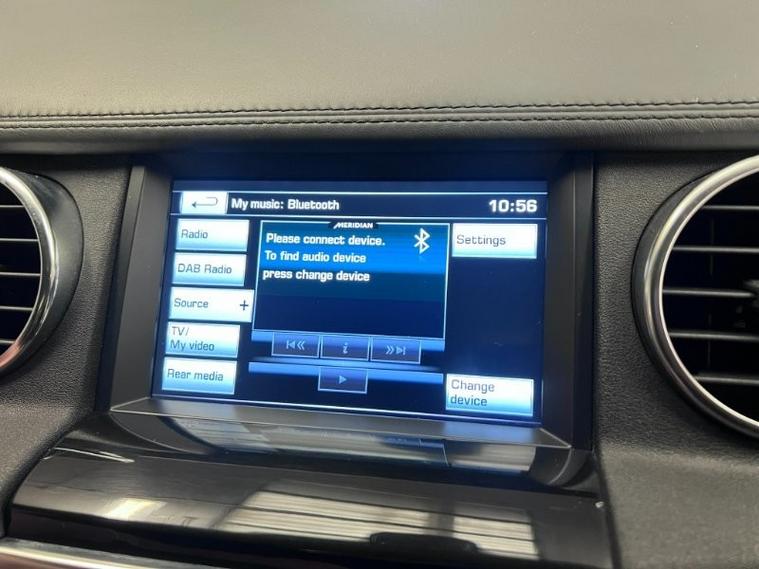 My music: Bluetooth
10:56
MERIDIAN
Radio
Please connect device.
Settings
To find audio device
DAB Radio
press change device
Source +
TV/
My video
i
Rear media
Change
device